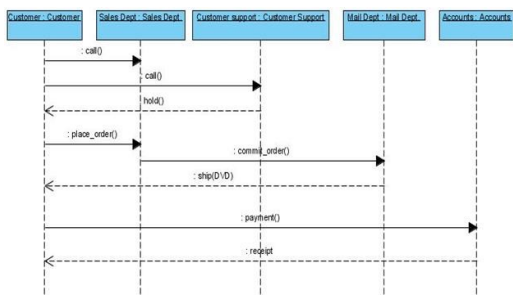 Customer : Customer
Sales Dept : Sales Dept.
Customer support : Customer Support
Mail Dept : Mail Dept.
Accounts : Accounts
: call()
call()
hold()
: place_order()
: commit_order()
: ship(DVD)
: payment()
: receipt